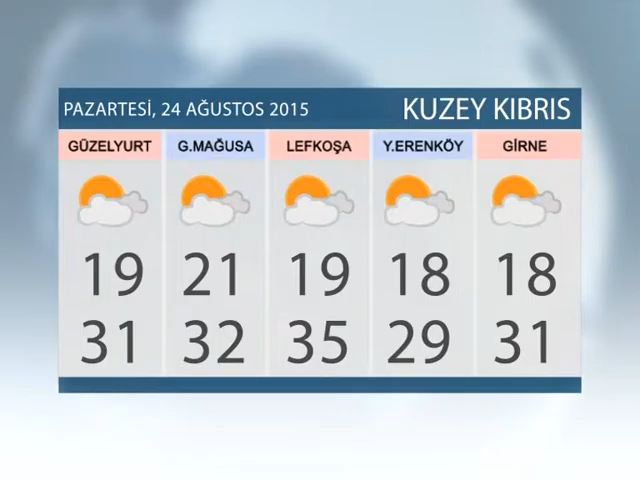 PAZARTESİ, 24 AĞUSTOS 2015 KUZEY KIBRIS
GÜZELYURT G.MAĞUSA LEFKOŞA Y.ERENKÖY GİRNE
19 21 19 18 18
31 32 35 29 31